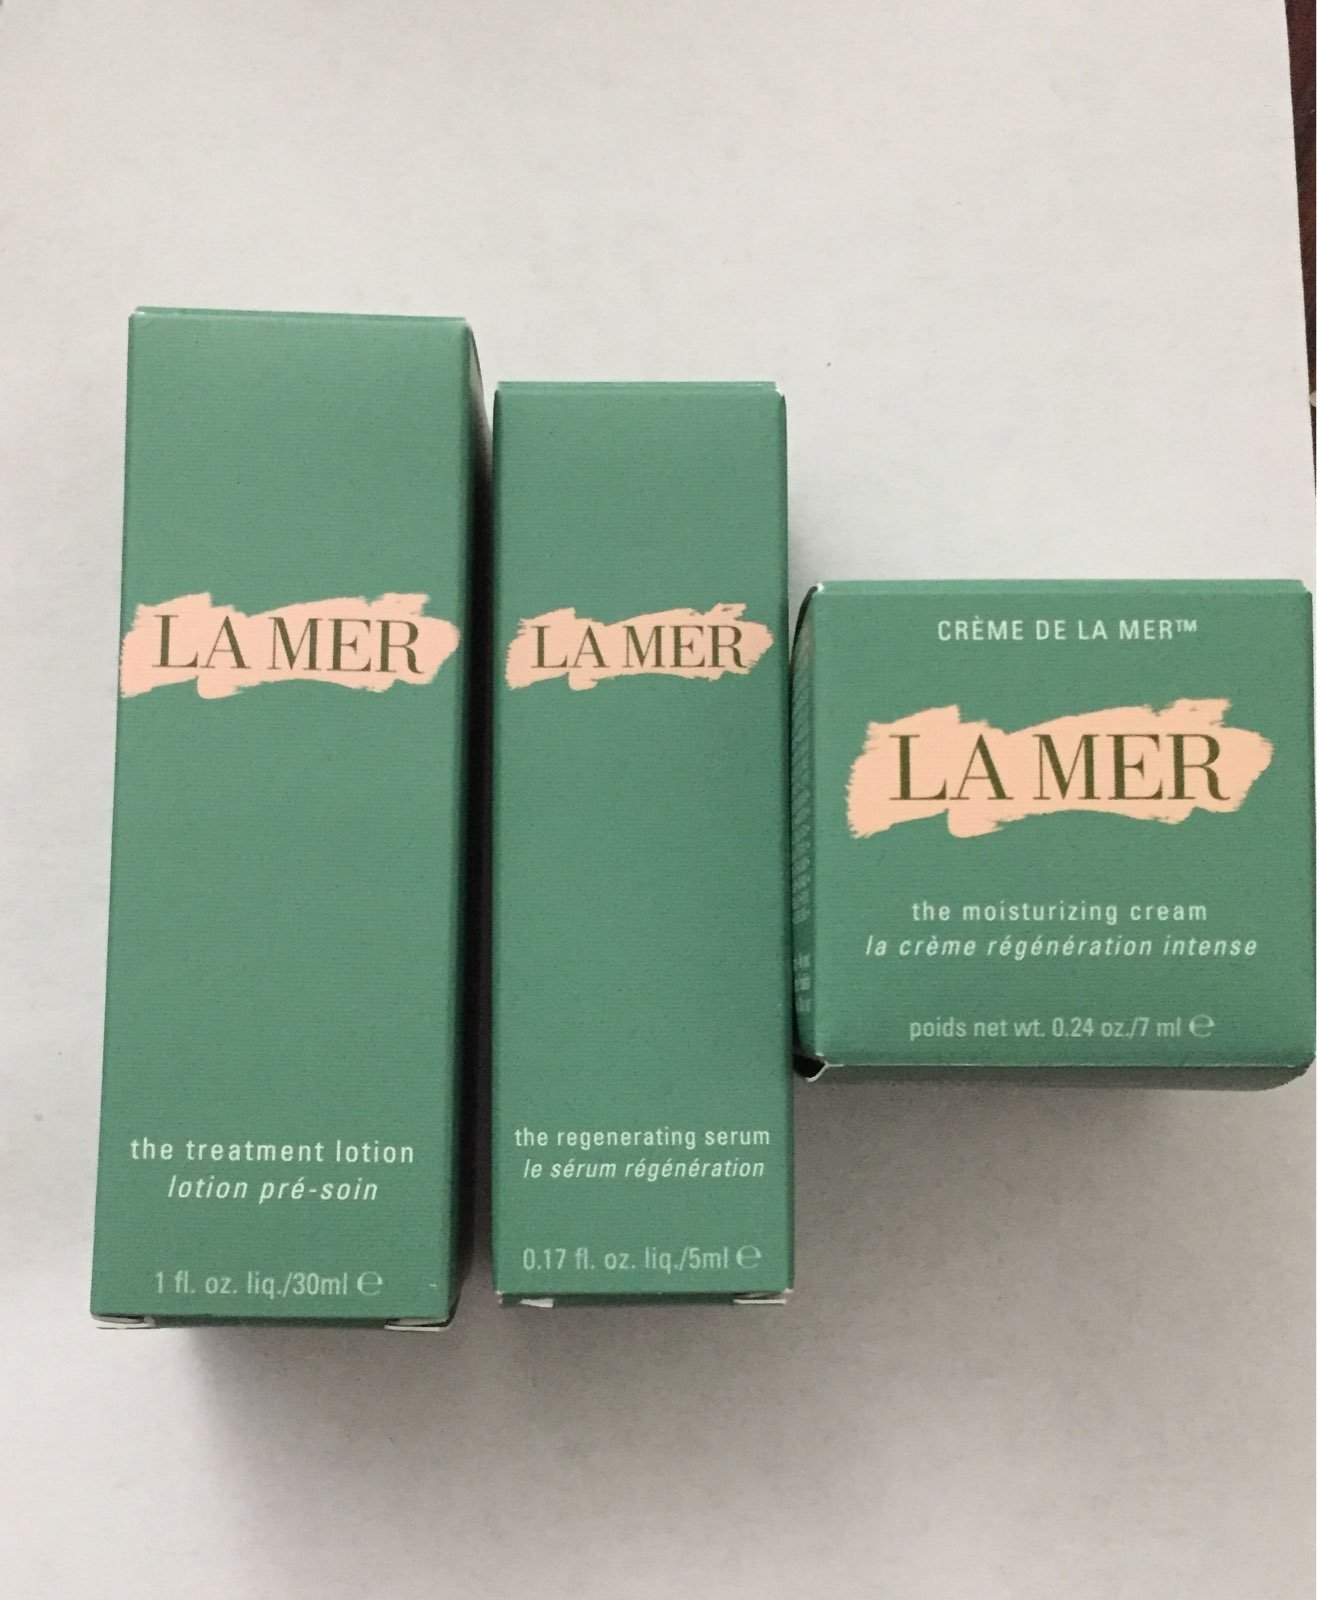 LA MER
the treatment lotion
lotion pré-soin
1 fl. oz. liq./30ml ℮
LA MER
the regenerating serum
le sérum régénération
0.17 fl. oz. liq./5ml ℮
CRÈME DE LA MER™
LA MER
the moisturizing cream
la crème régénération intense
poids net wt. 0.24 oz./7 ml ℮